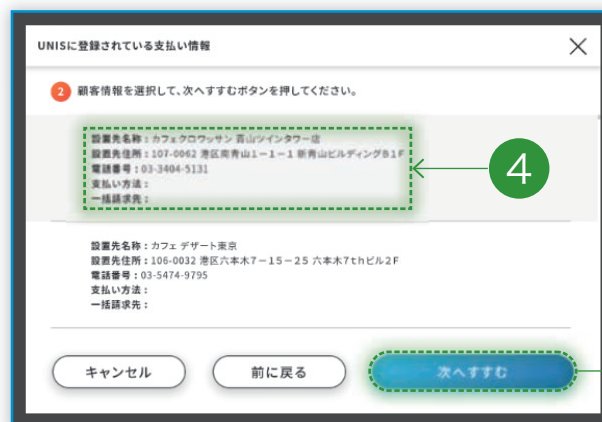 UNISに登録されている支払い情報
2 顧客情報を選択して、次へすすむボタンを押してください。
設置先名称：カフェクロワッサン 青山ツインタワー店
設置先住所：107-0062 港区南青山1－1－1 新青山ビルディングB1F
電話番号：03-3404-5131
支払い方法：
一括請求先：
4
設置先名称：カフェ デザート東京
設置先住所：106-0032 港区六本木7－15－25 六本木7thビル2F
電話番号：03-5474-9795
支払い方法：
一括請求先：
キャンセル 前に戻る 次へすすむ